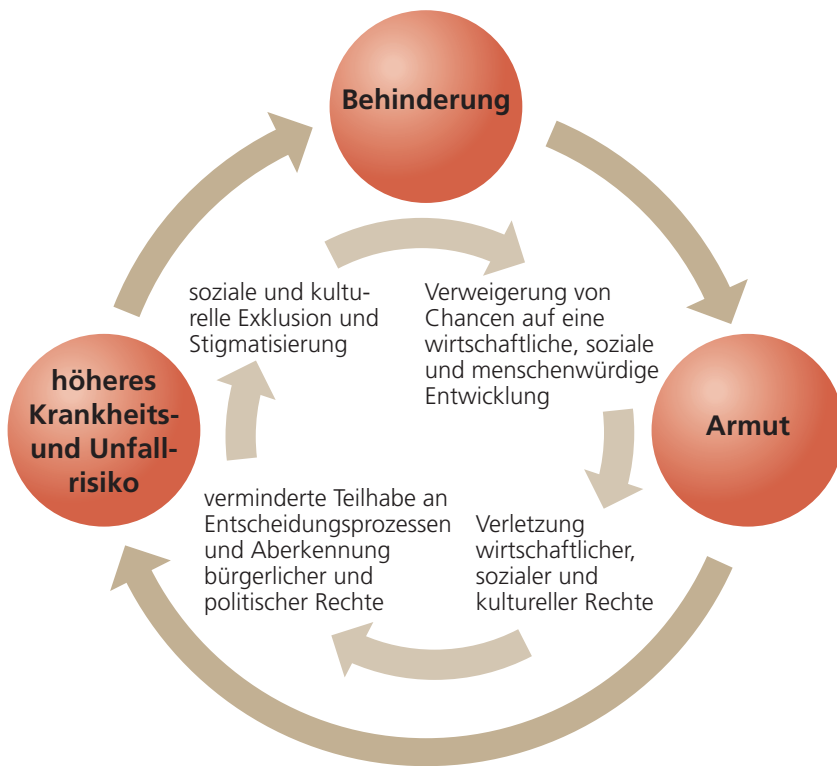 Behinderung
soziale und kultu-
relle Exklusion und
Stigmatisierung
Verweigerung von
Chancen auf eine
wirtschaftliche, soziale
und menschenwürdige
Entwicklung
höheres
Krankheits-
und Unfall-
risiko
Armut
verminderte Teilhabe an
Entscheidungsprozessen
und Aberkennung
bürgerlicher und
politischer Rechte
Verletzung
wirtschaftlicher,
sozialer und
kultureller Rechte